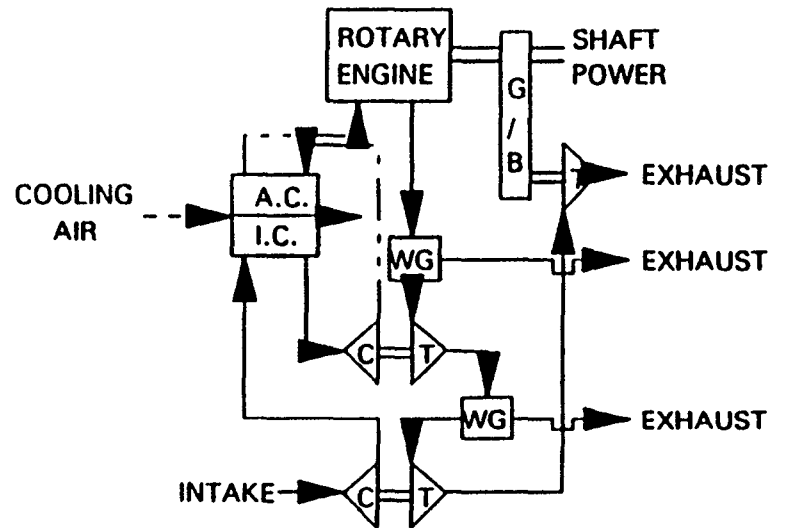 ROTARY
ENGINE
SHAFT
POWER
G
/
B
A.C.
I.C.
COOLING
AIR
T
EXHAUST
WG
EXHAUST
C
T
WG
EXHAUST
INTAKE
C
T